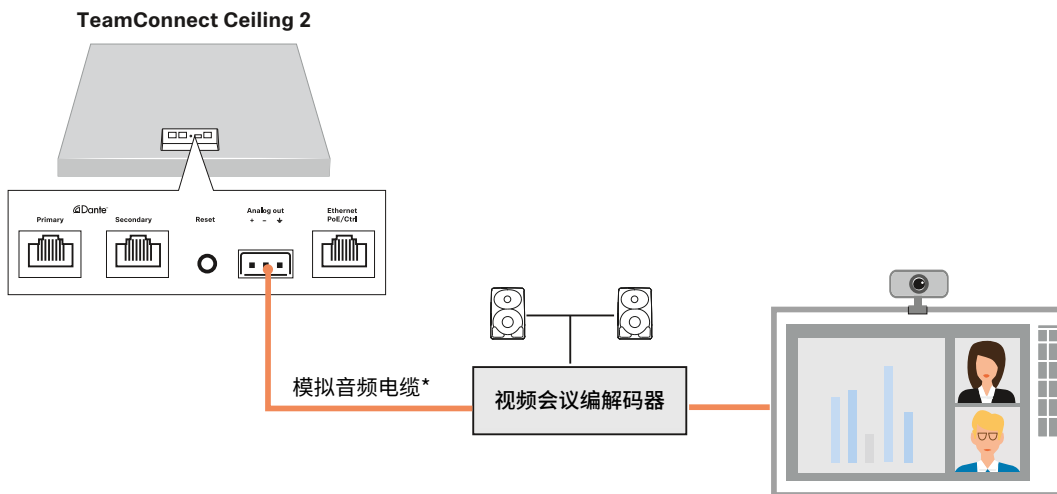 TeamConnect Ceiling 2
Dante
Primary
Secondary
Reset
Analog out
+ −
Ethernet
PoE/Ctrl
模拟音频电缆*
视频会议编解码器